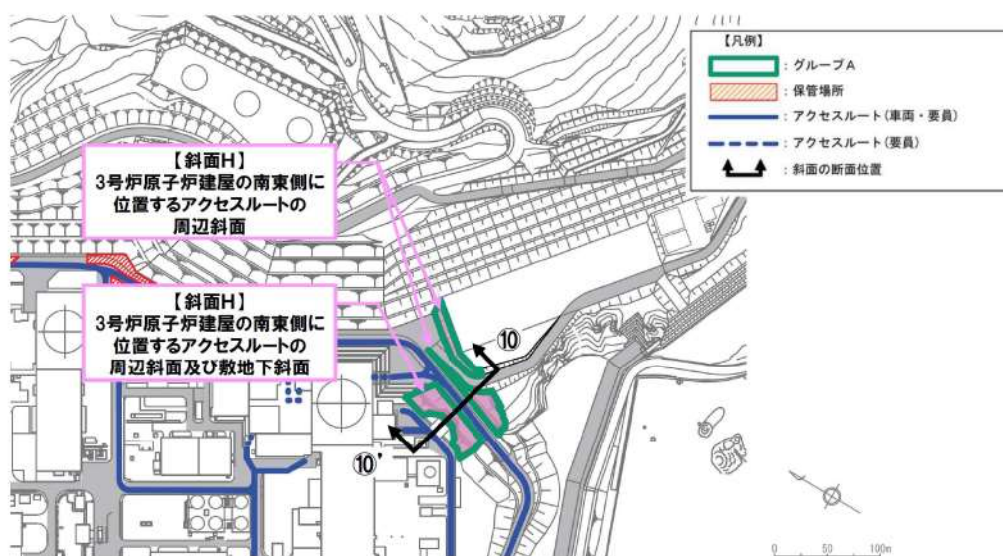 【凡例】
：グループA
：保管場所
：アクセスルート(車両・要員)
：アクセスルート(要員)
：斜面の断面位置
【斜面H】
3号炉原子炉建屋の南東側に
位置するアクセスルートの
周辺斜面
【斜面H】
3号炉原子炉建屋の南東側に
位置するアクセスルートの
周辺斜面及び敷地下斜面
⑩
⑩'
0 50 100m